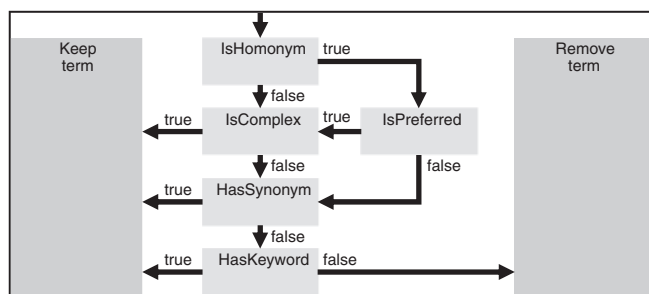 Keep
term
IsHomonym
true
Remove
term
false
IsComplex
true
true
IsPreferred
false
false
HasSynonym
true
false
HasKeyword
true
false